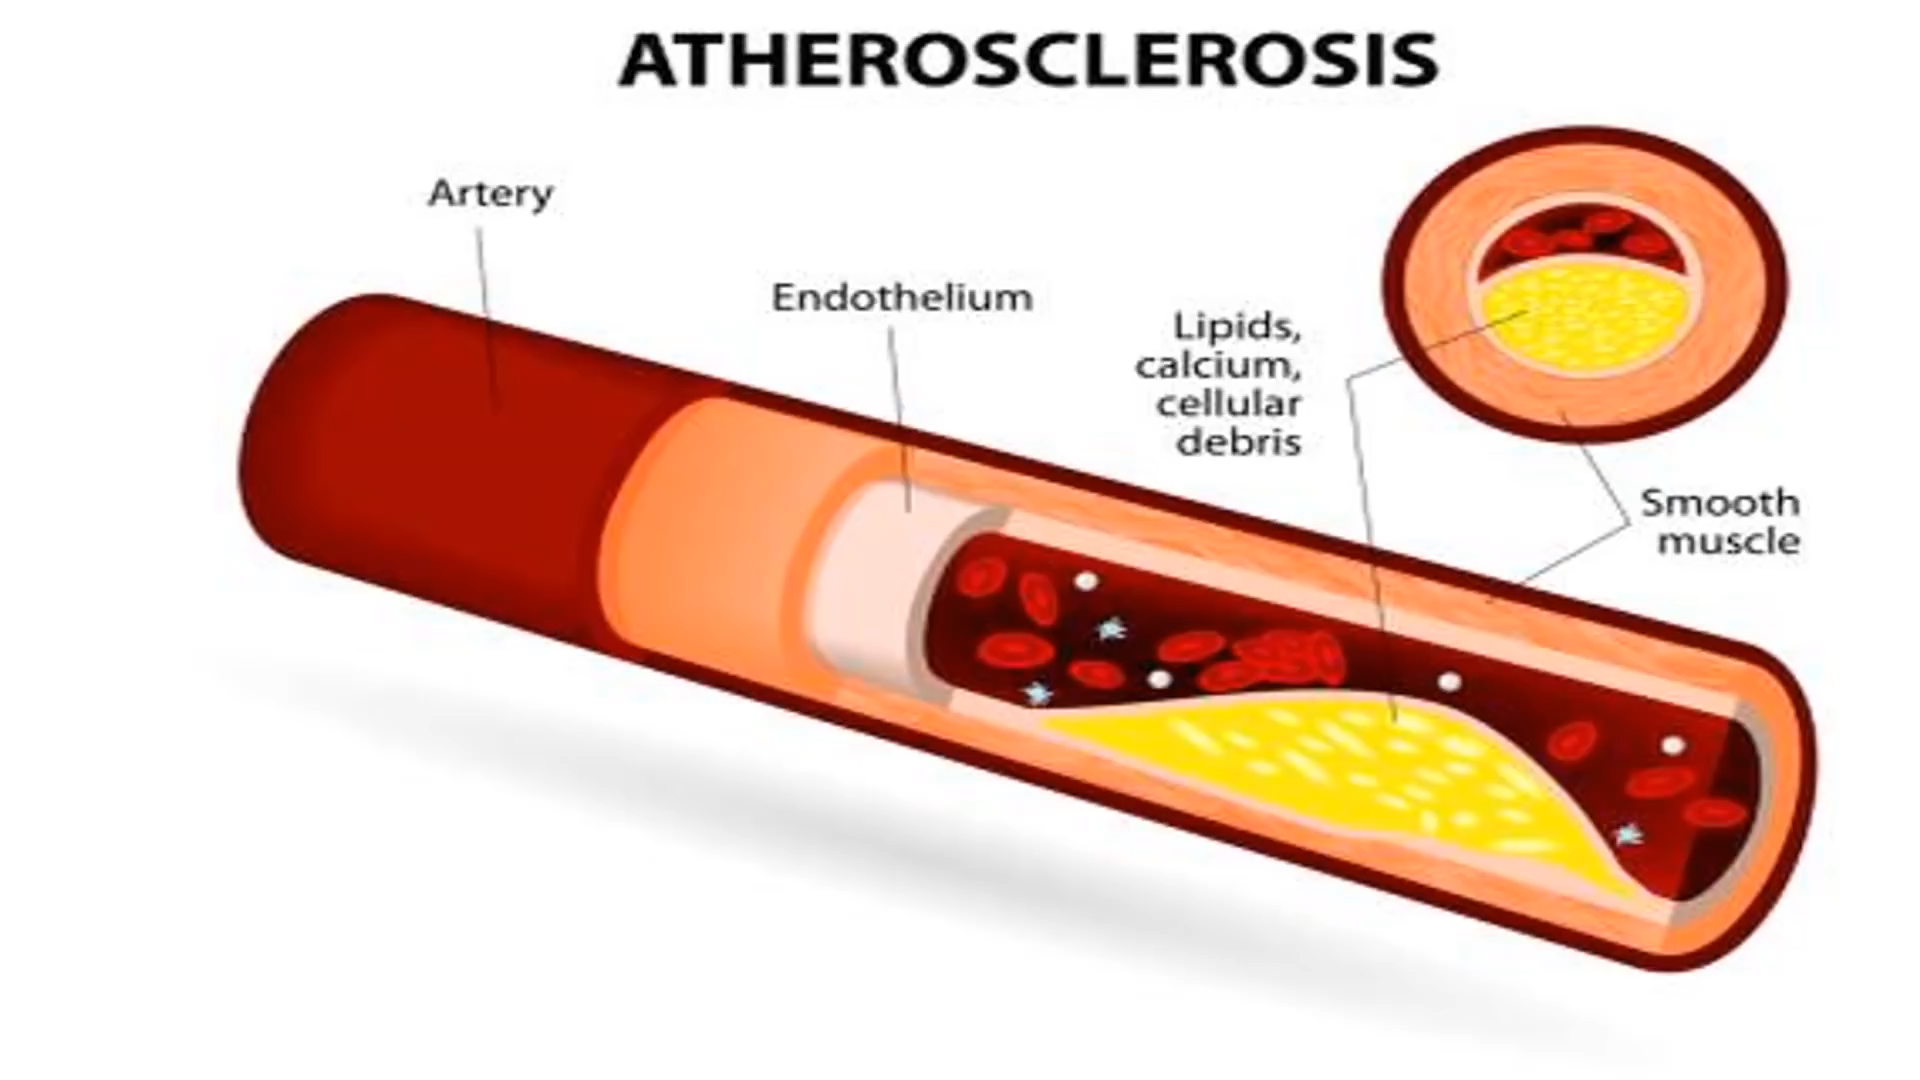 ATHEROSCLEROSIS
Artery
Endothelium
Lipids,
calcium,
cellular
debris
Smooth
muscle